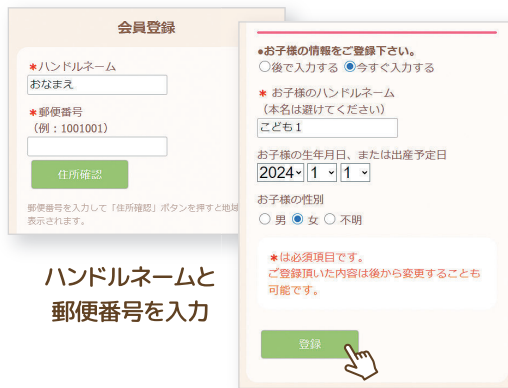 会員登録
*ハンドルネーム
おなまえ
*郵便番号
（例：1001001）
住所確認
郵便番号を入力して「住所確認」ボタンを押すと地域
表示されます。
ハンドルネームと
郵便番号を入力
•お子様の情報をご登録下さい。
後で入力する 今すぐ入力する
* お子様のハンドルネーム
（本名は避けてください）
こども１
お子様の生年月日、または出産予定日
2024 1 1
お子様の性別
男 女 不明
*は必須項目です。
ご登録頂いた内容は後から変更することも
可能です。
登録